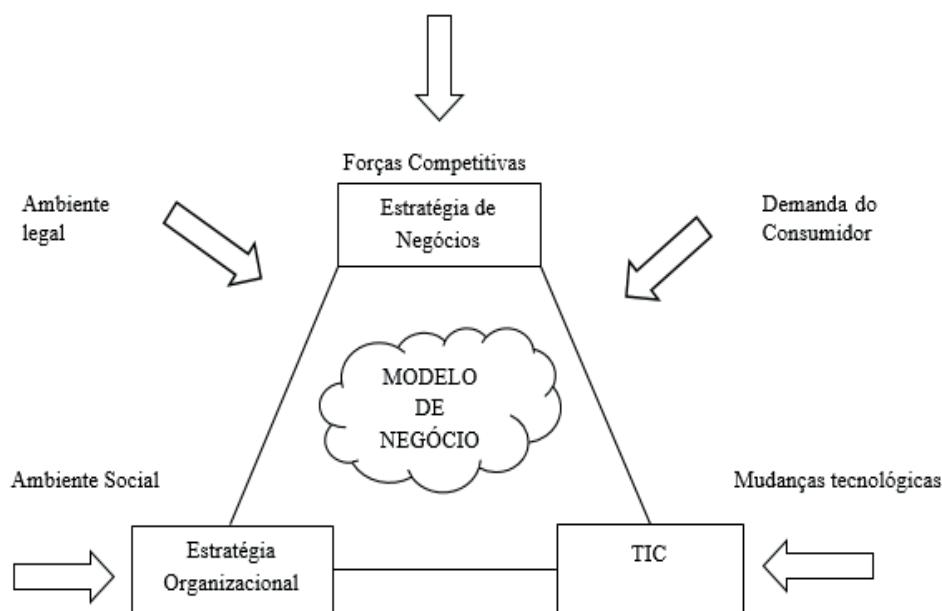 Forças Competitivas
Estratégia de
Negócios
Ambiente
legal
Demanda do
Consumidor
MODELO
DE
NEGÓCIO
Ambiente Social
Mudanças tecnológicas
Estratégia
Organizacional
TIC